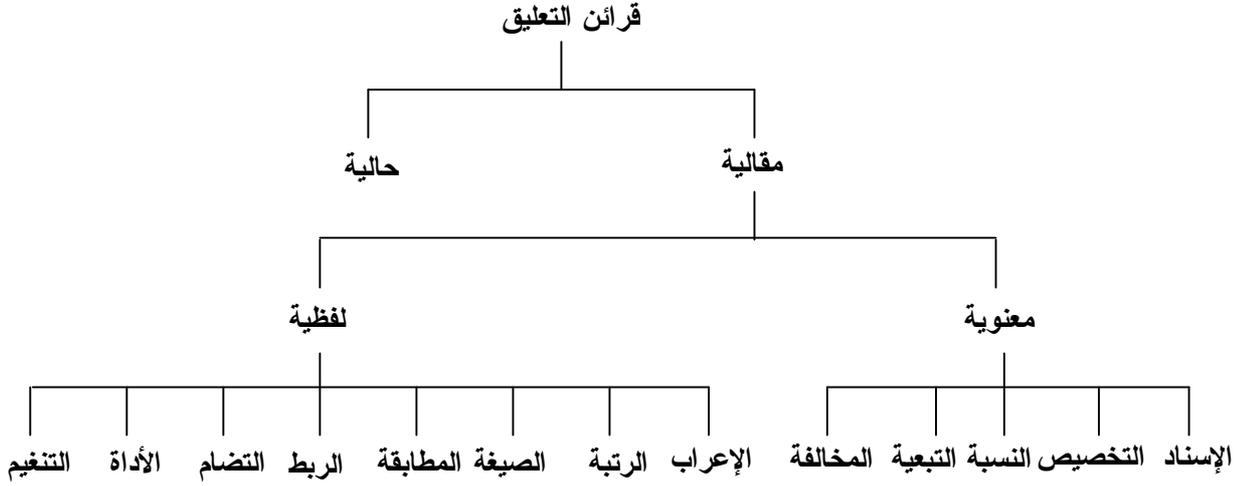 قرائن التعليق
مقالية
حالية
معنوية
لفظية
الإسناد التخصيص النسبة التبعية المخالفة
الإعراب الرتبة الصيغة المطابقة الربط التضام الأداة التنغيم